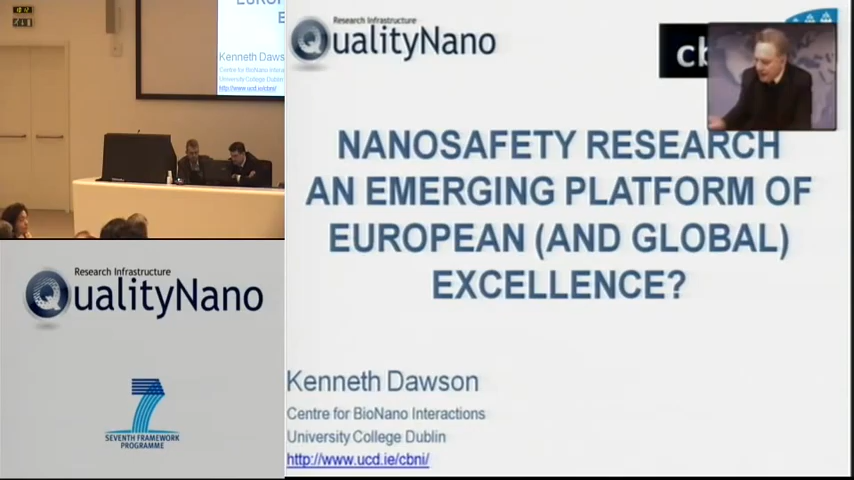 E
Kenneth Daws
Centre for BioNano Intera
University College Dublin
http://www.ucd.ie/cbni/
Research Infrastructure
QualityNano
SEVENTH FRAMEWORK
PROGRAMME
Research Infrastructure
QualityNano
cb
NANOSAFETY RESEARCH
AN EMERGING PLATFORM OF
EUROPEAN (AND GLOBAL)
EXCELLENCE?
Kenneth Dawson
Centre for BioNano Interactions
University College Dublin
http://www.ucd.ie/cbni/